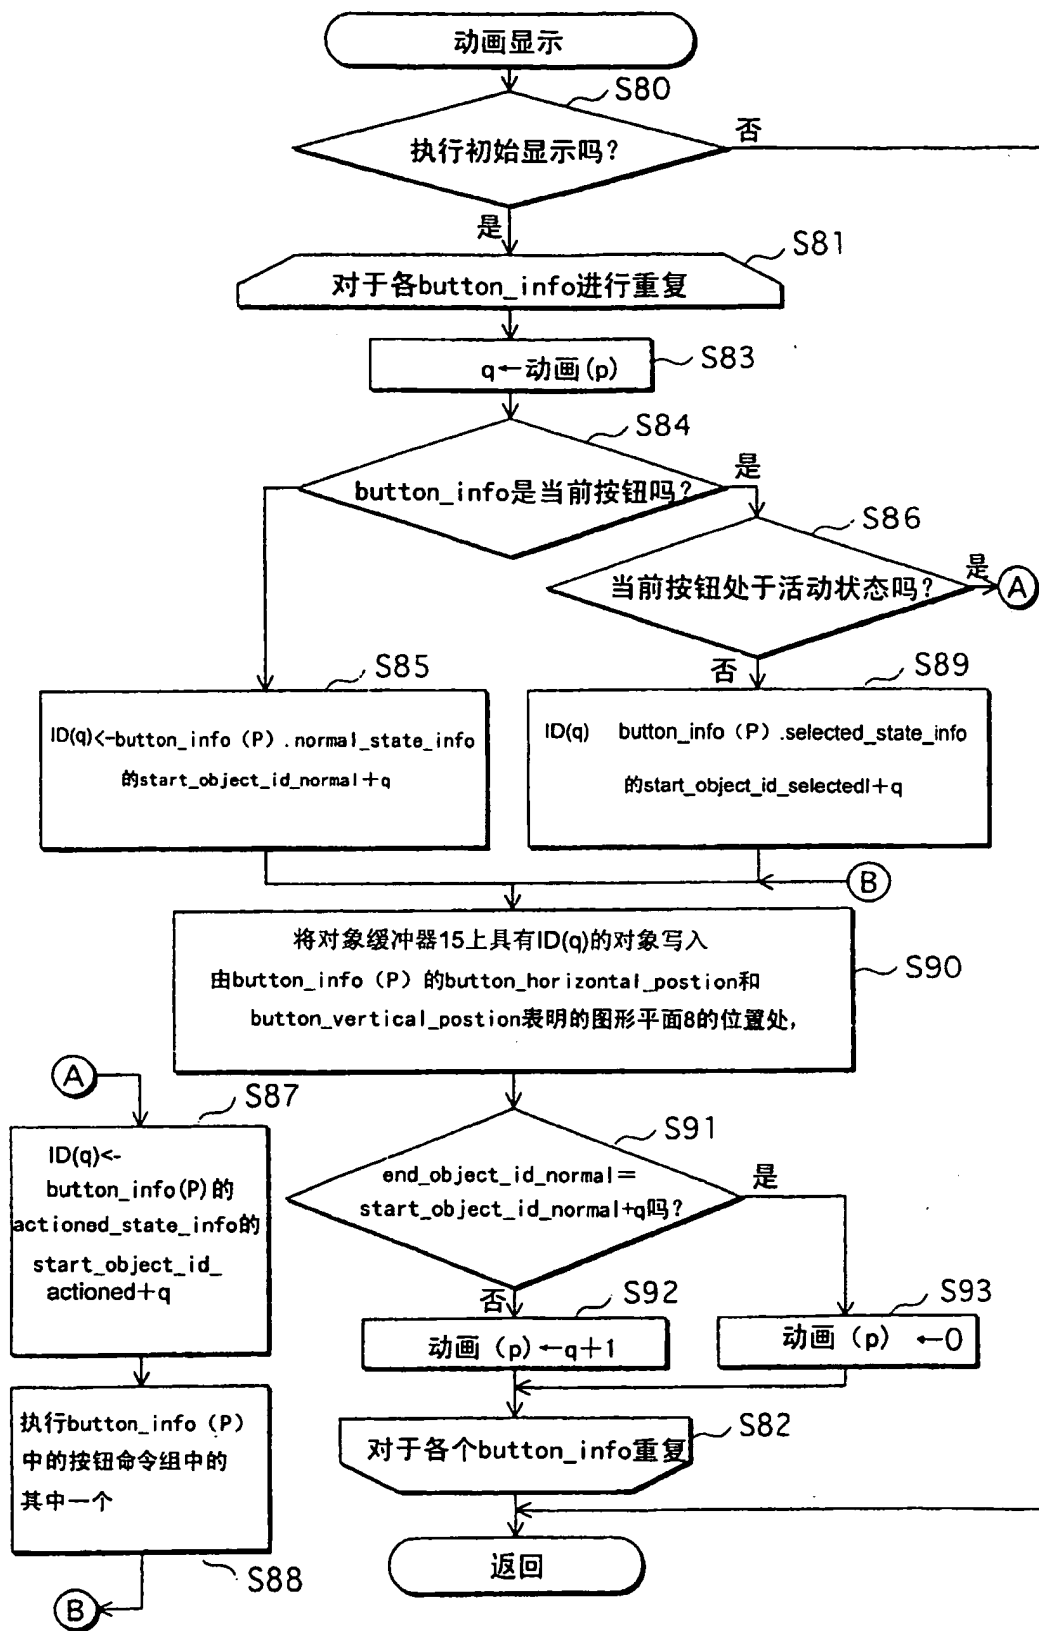 动画显示
S80
执行初始显示吗?
否
是
S81
对于各button_info进行重复
S83
q←动画(p)
S84
button_info是当前按钮吗?
是
S86
当前按钮处于活动状态吗?
是
A
否
S85
ID(q)<-button_info (P) .normal_state_info
的start_object_id_normal+q
S89
ID(q) button_info (P) .selected_state_info
的start_object_id_selectedl+q
B
将对象缓冲器15上具有ID(q)的对象写入
由button_info (P) 的button_horizontal_postion和
button_vertical_postion表明的图形平面8的位置处,
S90
A
S87
ID(q)<-
button_info(P)的
actioned_state_info的
start_object_id_
actioned+q
S91
end_object_id_normal=
start_object_id_normal+q吗?
是
否
S92
动画 (p)←q+1
S93
动画 (p) ←0
执行button_info (P)
中的按钮命令组中的
其中一个
S88
B
S82
对于各个button_info重复
返回